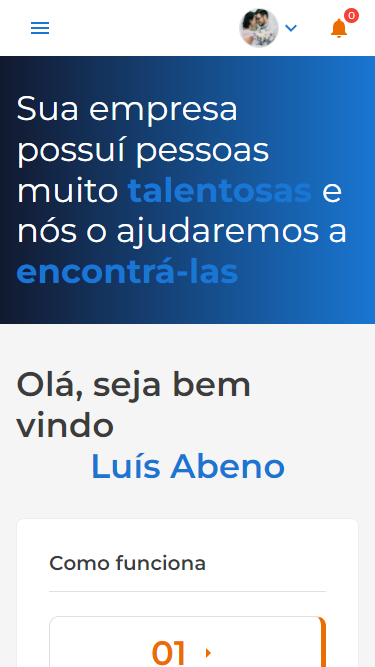 0
Sua empresa
possuí pessoas
muito talentosas e
nós o ajudaremos a
encontrá-las
Olá, seja bem
vindo
Luís Abeno
Como funciona
01